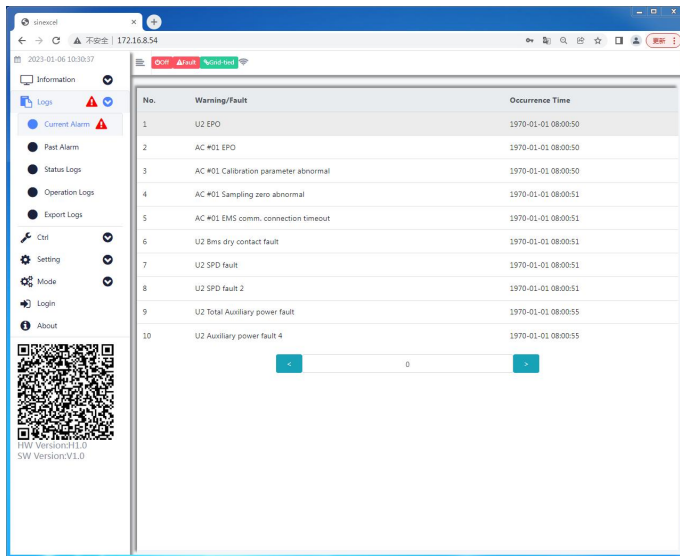 sinexcel
不安全 172.16.8.54
更新
2023-01-06 10:30:37
Off Fault Grid-tied
Information
Logs
Current Alarm
Past Alarm
Status Logs
Operation Logs
Export Logs
Ctrl
Setting
Mode
Login
About
HW Version:H1.0
SW Version:V1.0
No. Warning/Fault Occurrence Time
1 U2 EPO 1970-01-01 08:00:50
2 AC #01 EPO 1970-01-01 08:00:50
3 AC #01 Calibration parameter abnormal 1970-01-01 08:00:50
4 AC #01 Sampling zero abnormal 1970-01-01 08:00:51
5 AC #01 EMS comm. connection timeout 1970-01-01 08:00:51
6 U2 Bms dry contact fault 1970-01-01 08:00:51
7 U2 SPD fault 1970-01-01 08:00:51
8 U2 SPD fault 2 1970-01-01 08:00:51
9 U2 Total Auxiliary power fault 1970-01-01 08:00:55
10 U2 Auxiliary power fault 4 1970-01-01 08:00:55
< 0 >